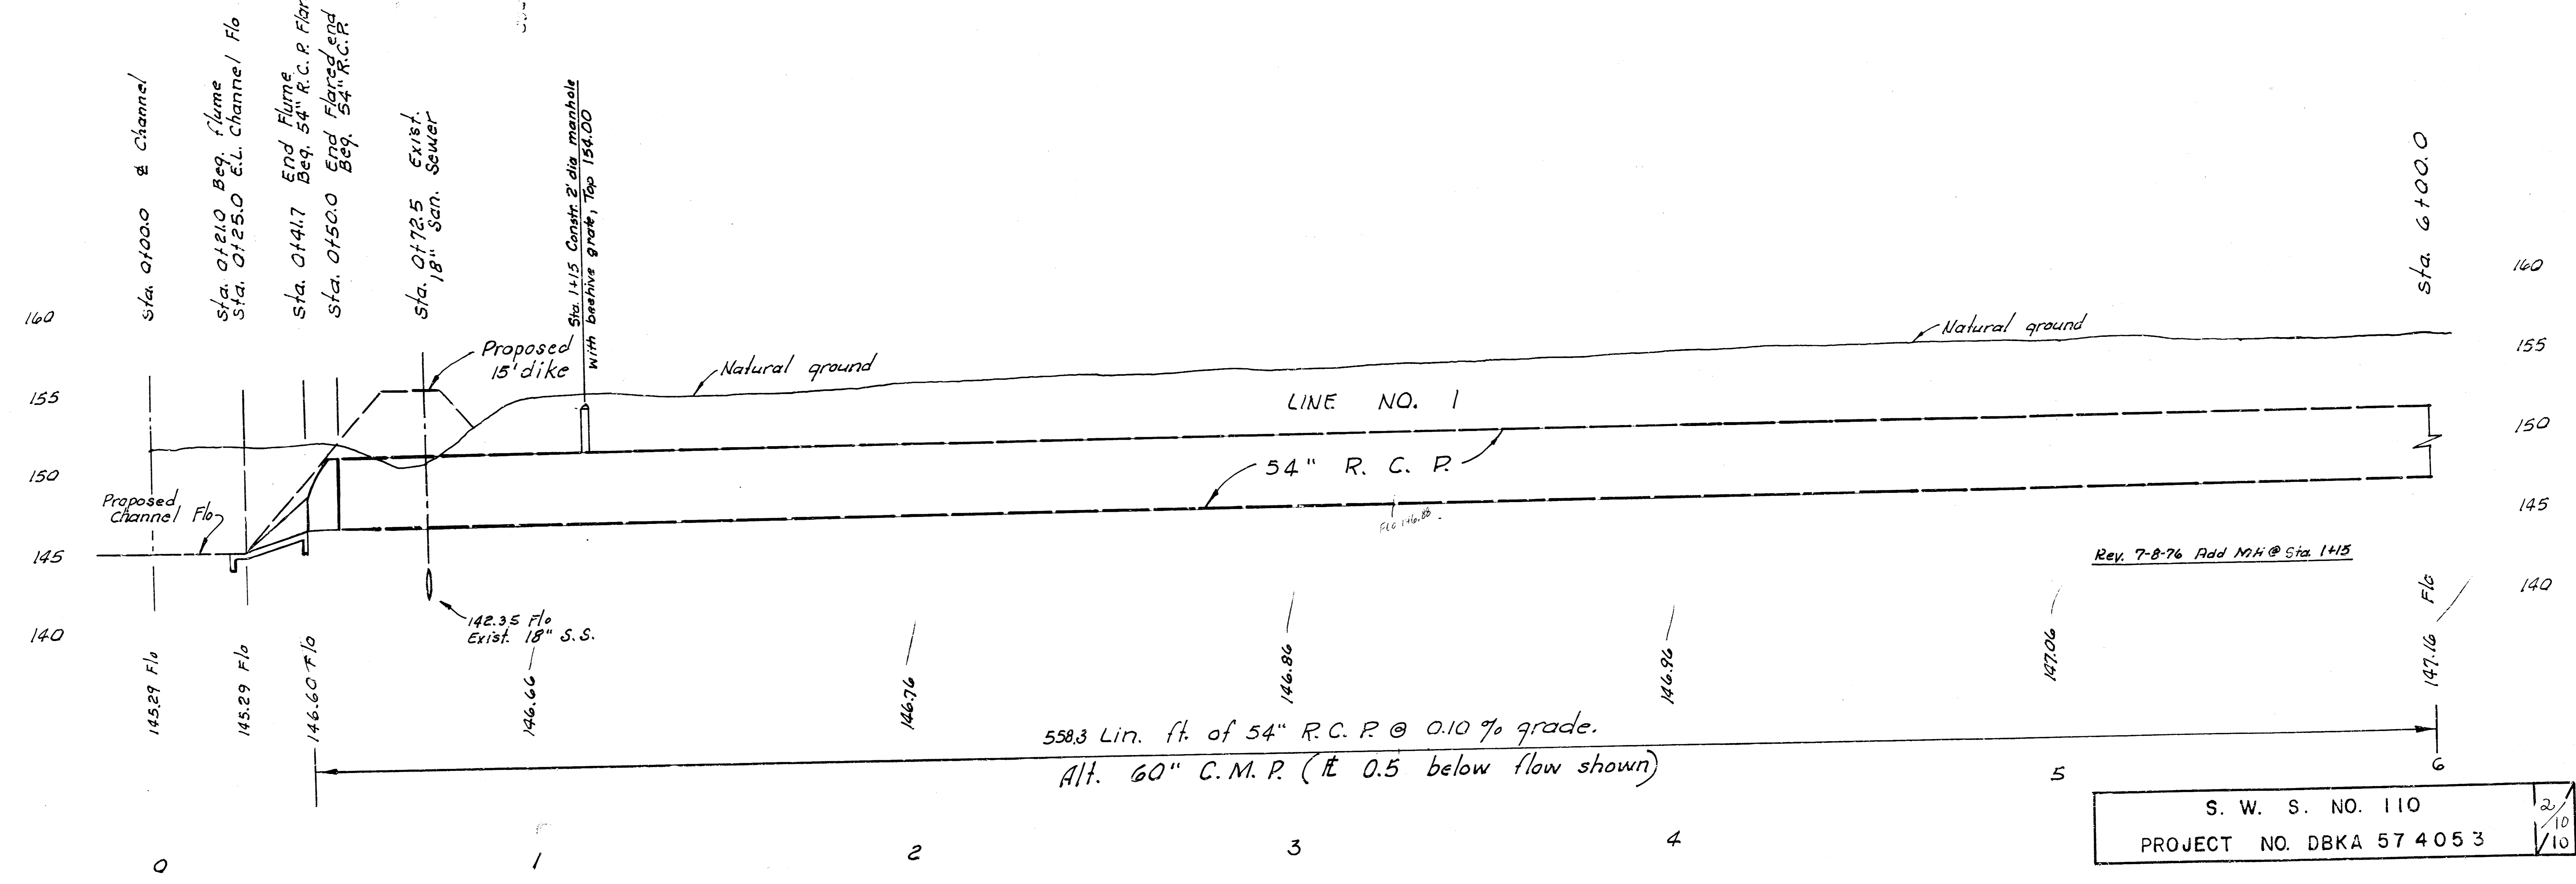 Sta. 0+00.0 ℄ Channel
Sta. 0+21.0 Beg. flume
Sta. 0+25.0 E.L. Channel Flo
Sta. 0+41.7 End Flume
Beg. 54" R.C.P. Flar
Sta. 0+50.0 End Flared end
Beg. 54" R.C.P.
Sta. 0+72.5 Exist.
18" San. Sewer
Sta. 1+15 Constr. 2' dia manhole
With beehive grate, Top 154.00
Sta. 6+00.0
160
155
150
145
140
160
155
150
145
140
Proposed
15' dike
Natural ground
Natural ground
LINE NO. 1
54" R. C. P.
Proposed
Channel Flo
Flo 146.88
Rev. 7-8-76 Add MH @ Sta. 1+15
142.35 Flo
Exist. 18" S.S.
145.29 Flo
145.29 Flo
146.60 Flo
146.66
146.76
146.86
146.96
147.06
147.16 Flo
558.3 Lin. ft. of 54" R.C.P. @ 0.10 % grade.
Alt. 60" C.M.P. (℄ 0.5 below flow shown)
0
1
2
3
4
5
6
S. W. S. NO. 110
PROJECT NO. DBKA 574053
2/10
/10